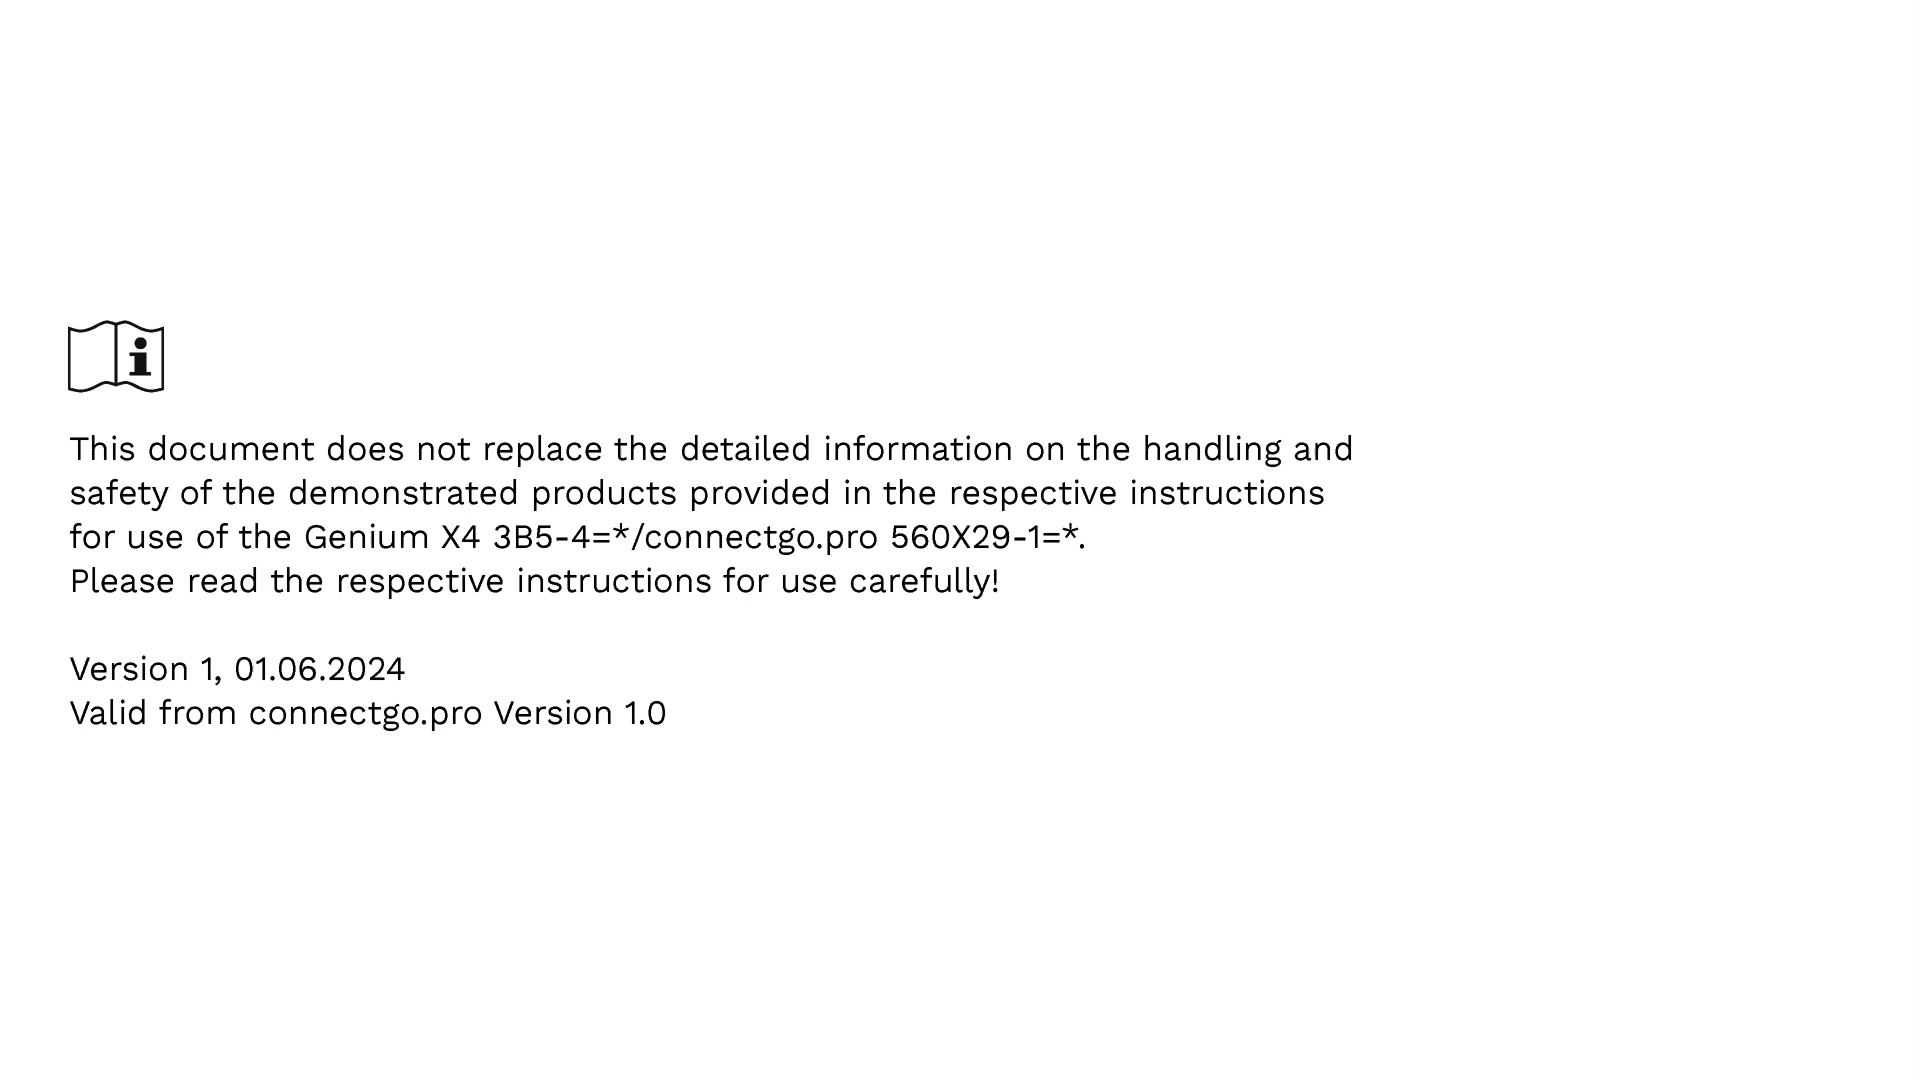 This document does not replace the detailed information on the handling and
safety of the demonstrated products provided in the respective instructions
for use of the Genium X4 3B5-4=*/connectgo.pro 560X29-1=*.
Please read the respective instructions for use carefully!
Version 1, 01.06.2024
Valid from connectgo.pro Version 1.0